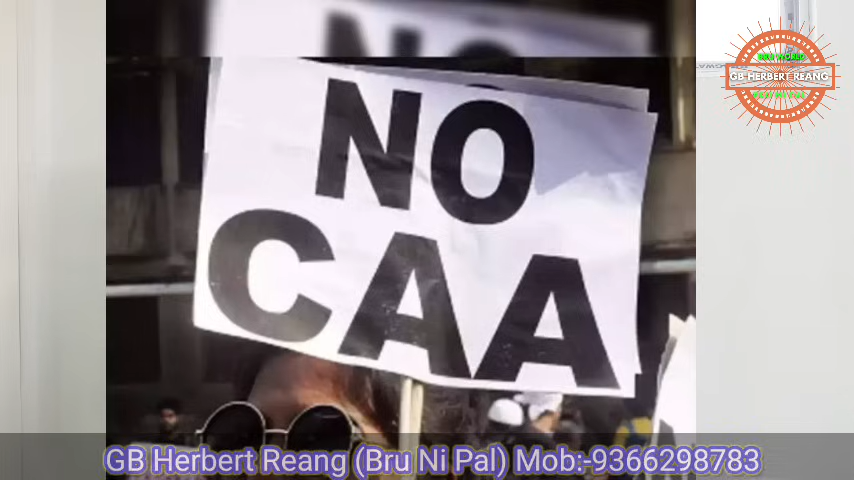 NO
CAA
GB HERBERT REANG
GB Herbert Reang (Bru Ni Pal) Mob:-9366298783